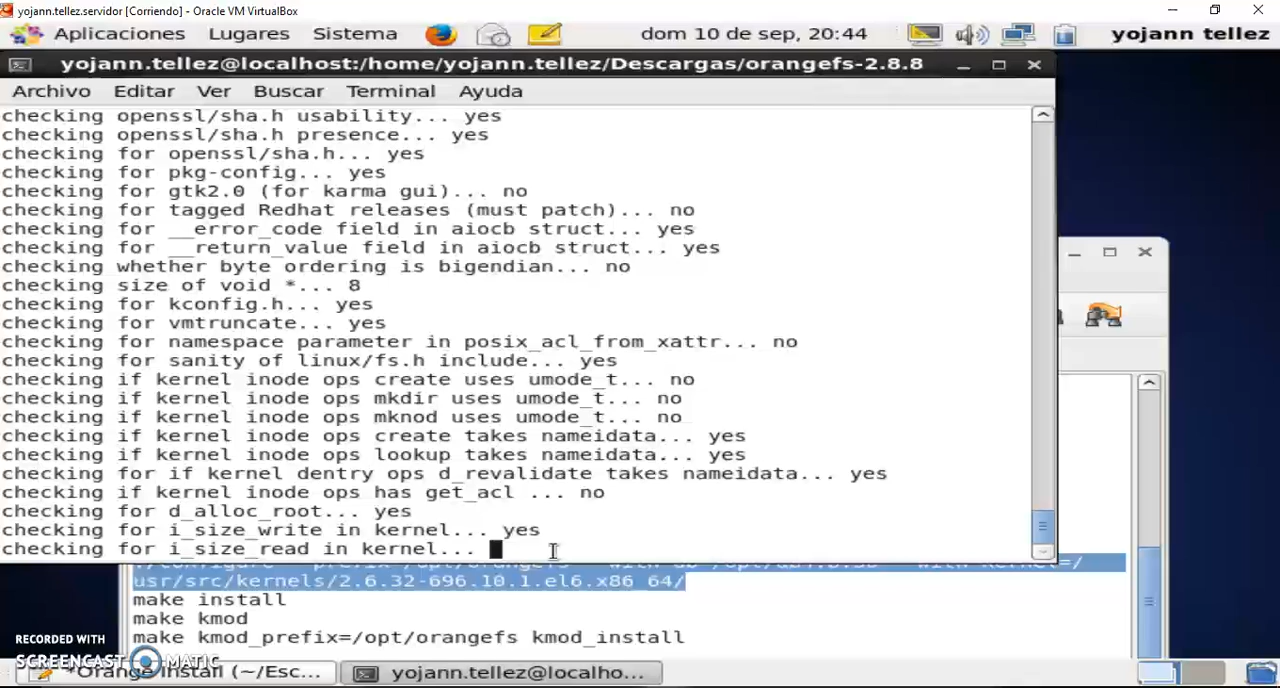 yojann.tellez.servidor [Corriendo] - Oracle VM VirtualBox
Aplicaciones Lugares Sistema dom 10 de sep, 20:44 yojann tellez
yojann.tellez@localhost:/home/yojann.tellez/Descargas/orangefs-2.8.8
Archivo Editar Ver Buscar Terminal Ayuda
checking openssl/sha.h usability... yes
checking openssl/sha.h presence... yes
checking for openssl/sha.h... yes
checking for pkg-config... yes
checking for gtk2.0 (for karma gui)... no
checking for tagged Redhat releases (must patch)... no
checking for __error_code field in aiocb struct... yes
checking for __return_value field in aiocb struct... yes
checking whether byte ordering is bigendian... no
checking size of void *... 8
checking for kconfig.h... yes
checking for vmtruncate... yes
checking for namespace parameter in posix_acl_from_xattr... no
checking for sanity of linux/fs.h include... yes
checking if kernel inode ops create uses umode_t... no
checking if kernel inode ops mkdir uses umode_t... no
checking if kernel inode ops mknod uses umode_t... no
checking if kernel inode ops create takes nameidata... yes
checking if kernel inode ops lookup takes nameidata... yes
checking for if kernel dentry ops d_revalidate takes nameidata... yes
checking if kernel inode ops has get_acl ... no
checking for d_alloc_root... yes
checking for i_size_write in kernel... yes
checking for i_size_read in kernel...
usr/src/kernels/2.6.32-696.10.1.el6.x86_64/
make install
make kmod
make kmod_prefix=/opt/orangefs kmod_install
RECORDED WITH
SCREENCAST MATIC
*Orange Install (~/Esc... yojann.tellez@localho...